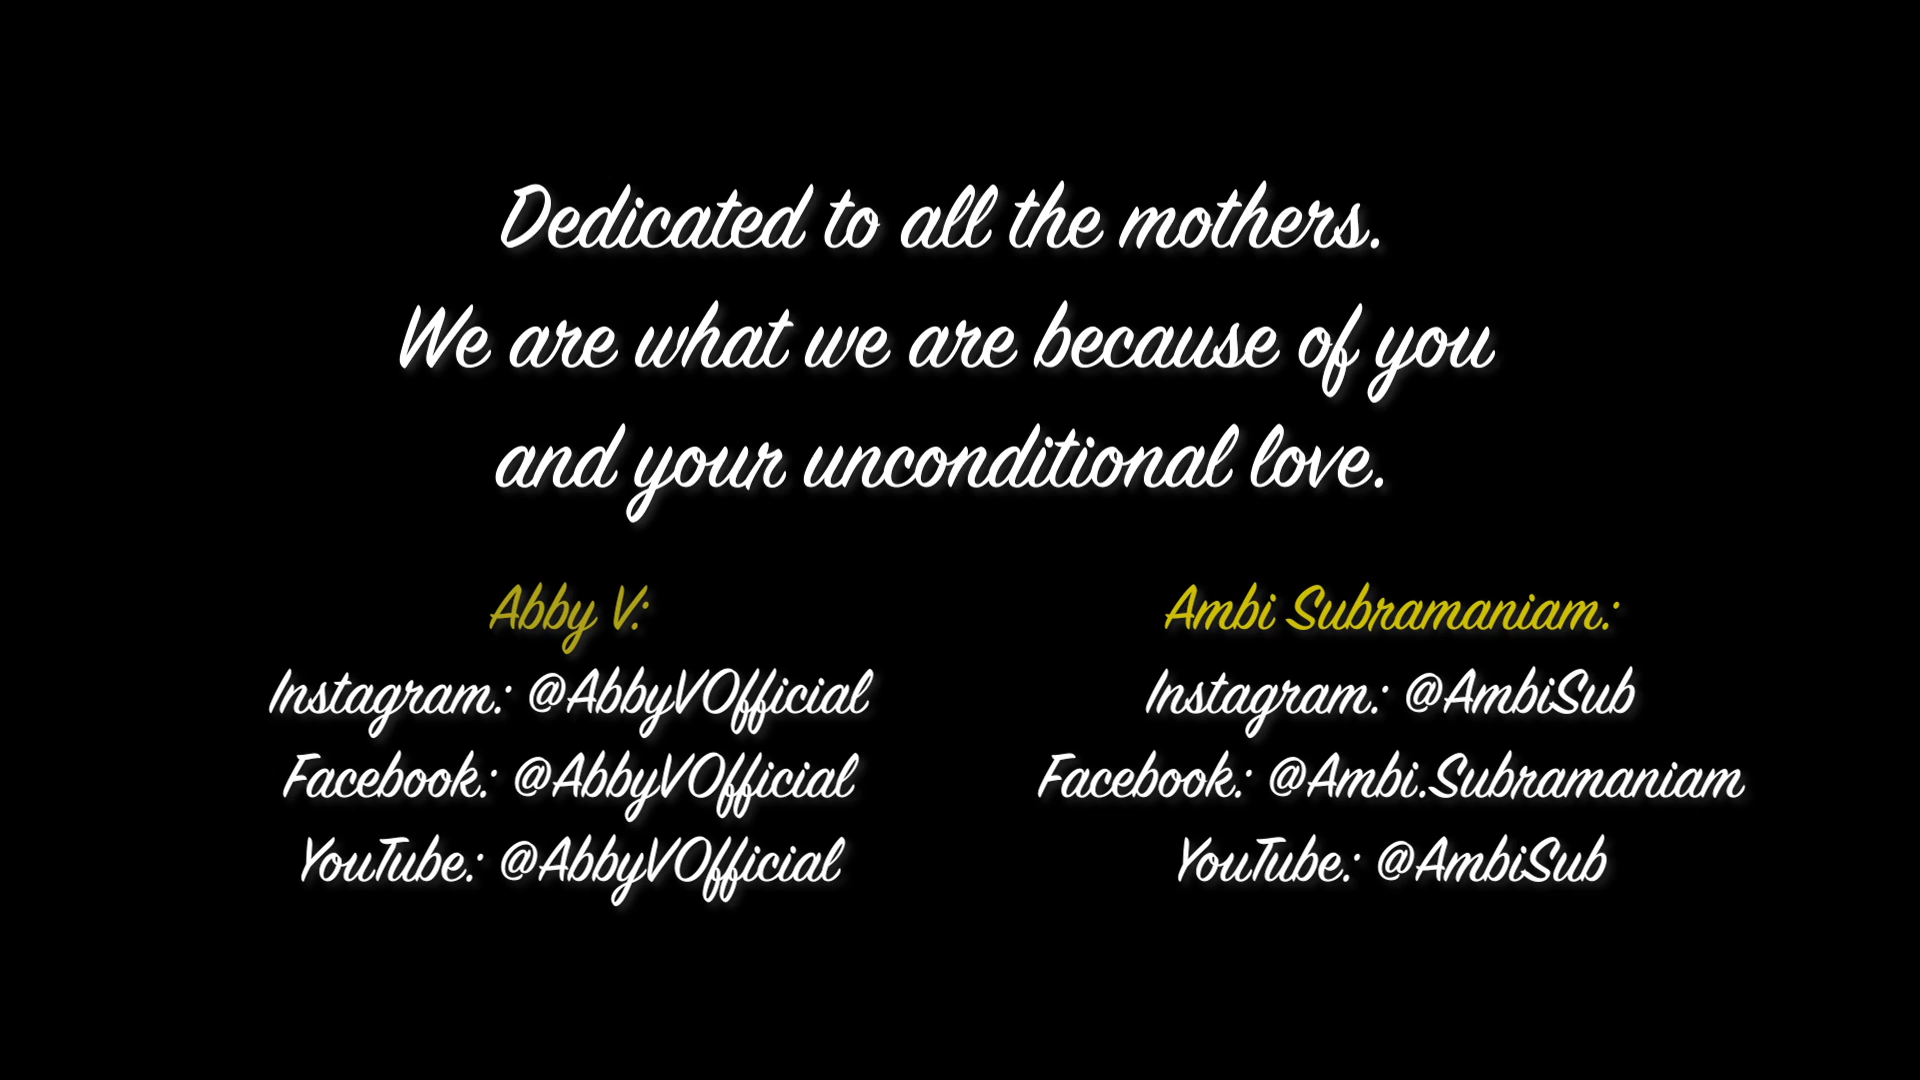 Dedicated to all the mothers.
We are what we are because of you
and your unconditional love.
Abby V:
Instagram: @AbbyVOfficial
Facebook: @AbbyVOfficial
YouTube: @AbbyVOfficial
Ambi Subramaniam:
Instagram: @AmbiSub
Facebook: @Ambi.Subramaniam
YouTube: @AmbiSub